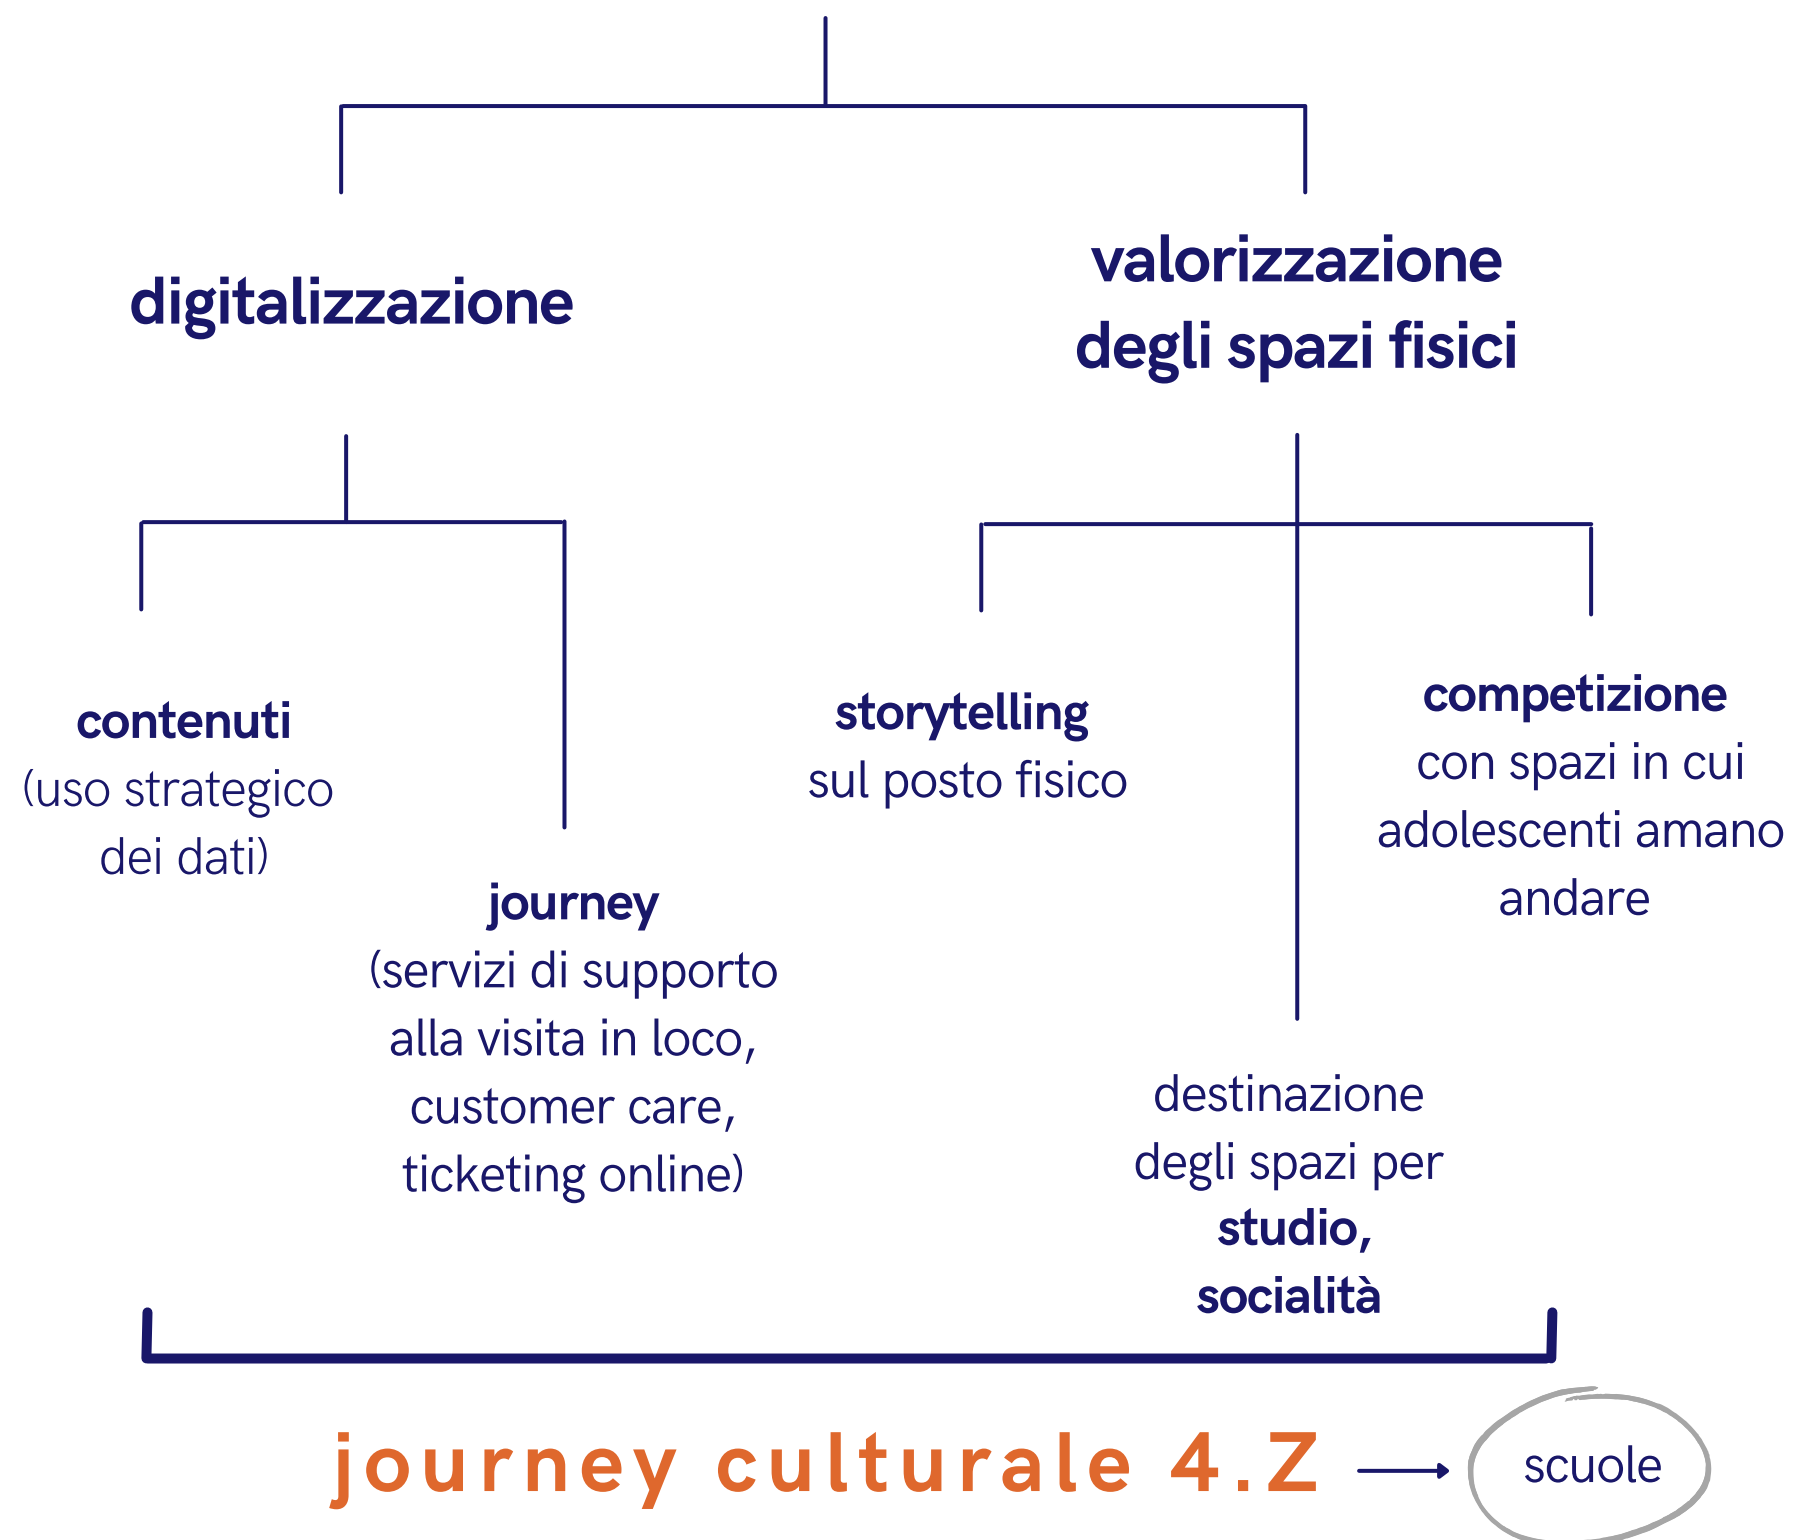 digitalizzazione
valorizzazione
degli spazi fisici
contenuti
(uso strategico
dei dati)
journey
(servizi di supporto
alla visita in loco,
customer care,
ticketing online)
storytelling
sul posto fisico
destinazione
degli spazi per
studio,
socialità
competizione
con spazi in cui
adolescenti amano
andare
journey culturale 4.Z
scuole